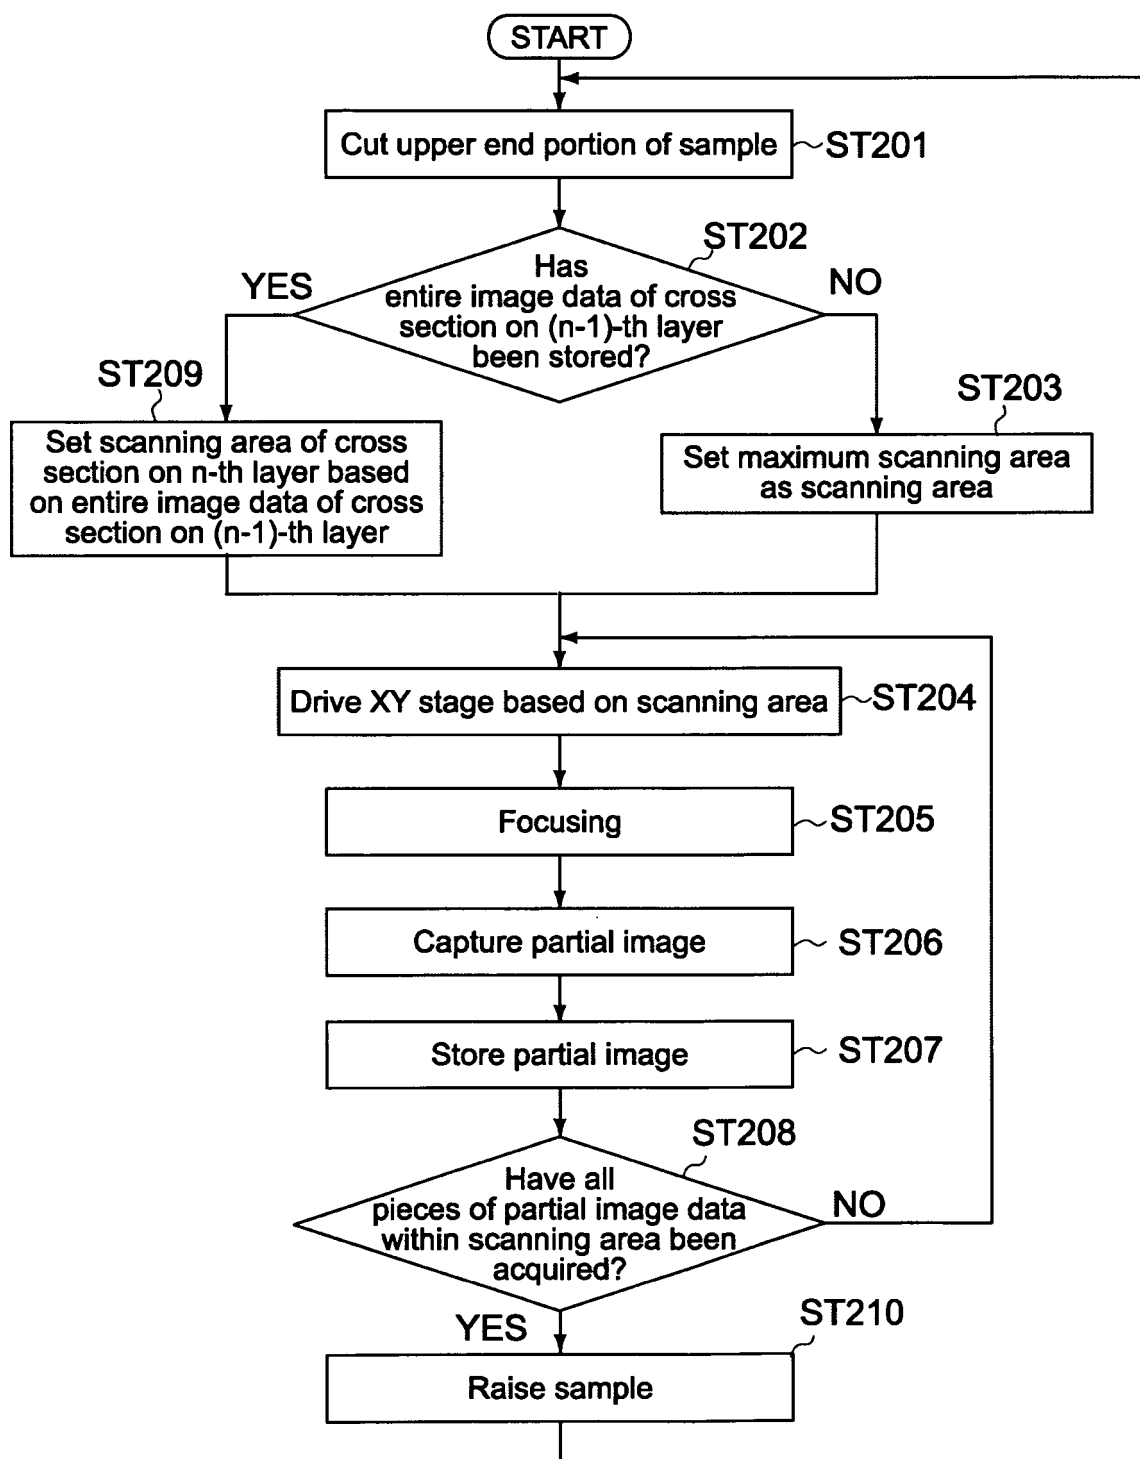 START
Cut upper end portion of sample
ST201
ST202
Has
entire image data of cross
section on (n-1)-th layer
been stored?
YES
NO
ST209
Set scanning area of cross
section on n-th layer based
on entire image data of cross
section on (n-1)-th layer
ST203
Set maximum scanning area
as scanning area
Drive XY stage based on scanning area
ST204
Focusing
ST205
Capture partial image
ST206
Store partial image
ST207
ST208
Have all
pieces of partial image data
within scanning area been
acquired?
NO
YES
ST210
Raise sample